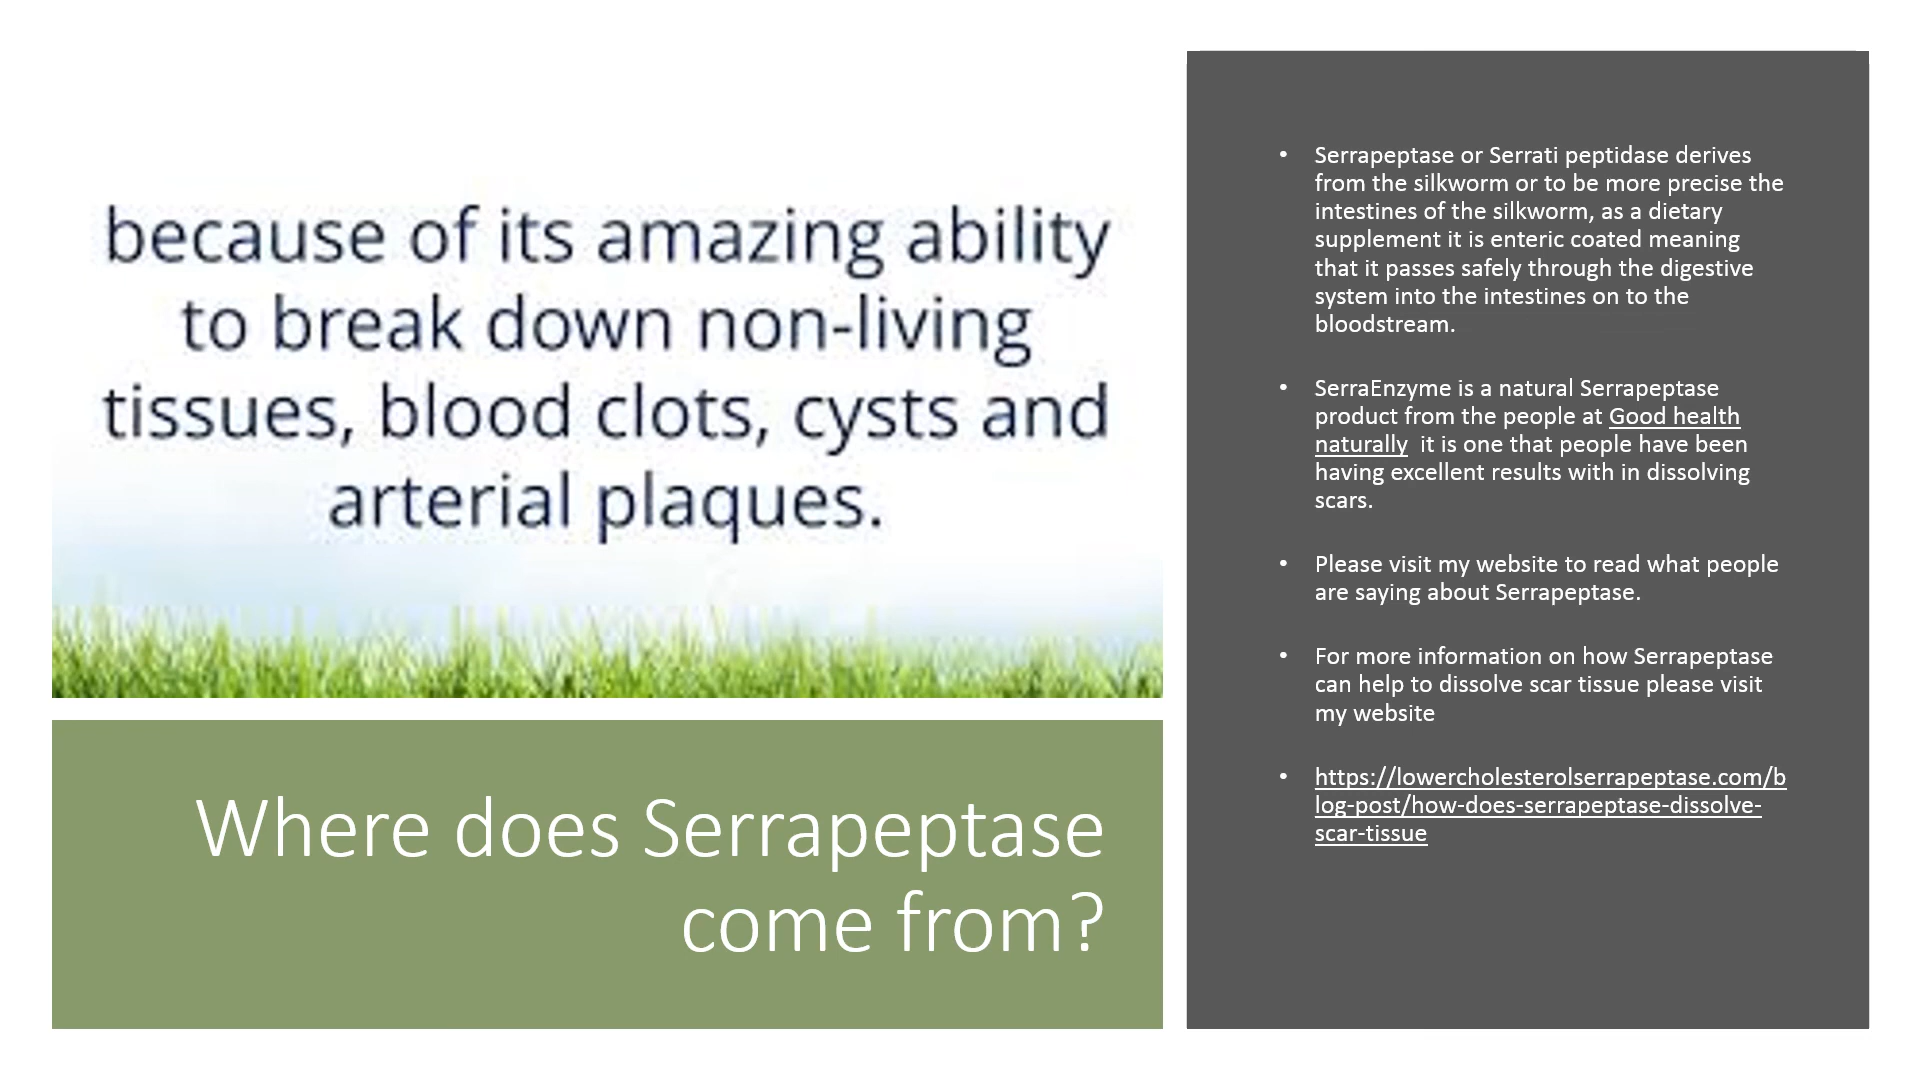 because of its amazing ability
to break down non-living
tissues, blood clots, cysts and
arterial plaques.
Where does Serrapeptase
come from?
• Serrapeptase or Serrati peptidase derives
from the silkworm or to be more precise the
intestines of the silkworm, as a dietary
supplement it is enteric coated meaning
that it passes safely through the digestive
system into the intestines on to the
bloodstream.
• SerraEnzyme is a natural Serrapeptase
product from the people at Good health
naturally  it is one that people have been
having excellent results with in dissolving
scars.
• Please visit my website to read what people
are saying about Serrapeptase.
• For more information on how Serrapeptase
can help to dissolve scar tissue please visit
my website
• https://lowercholesterolserrapeptase.com/b
log-post/how-does-serrapeptase-dissolve-
scar-tissue